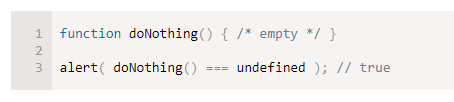 1 function doNothing() { /* empty */ }
2
3 alert( doNothing() === undefined ); // true